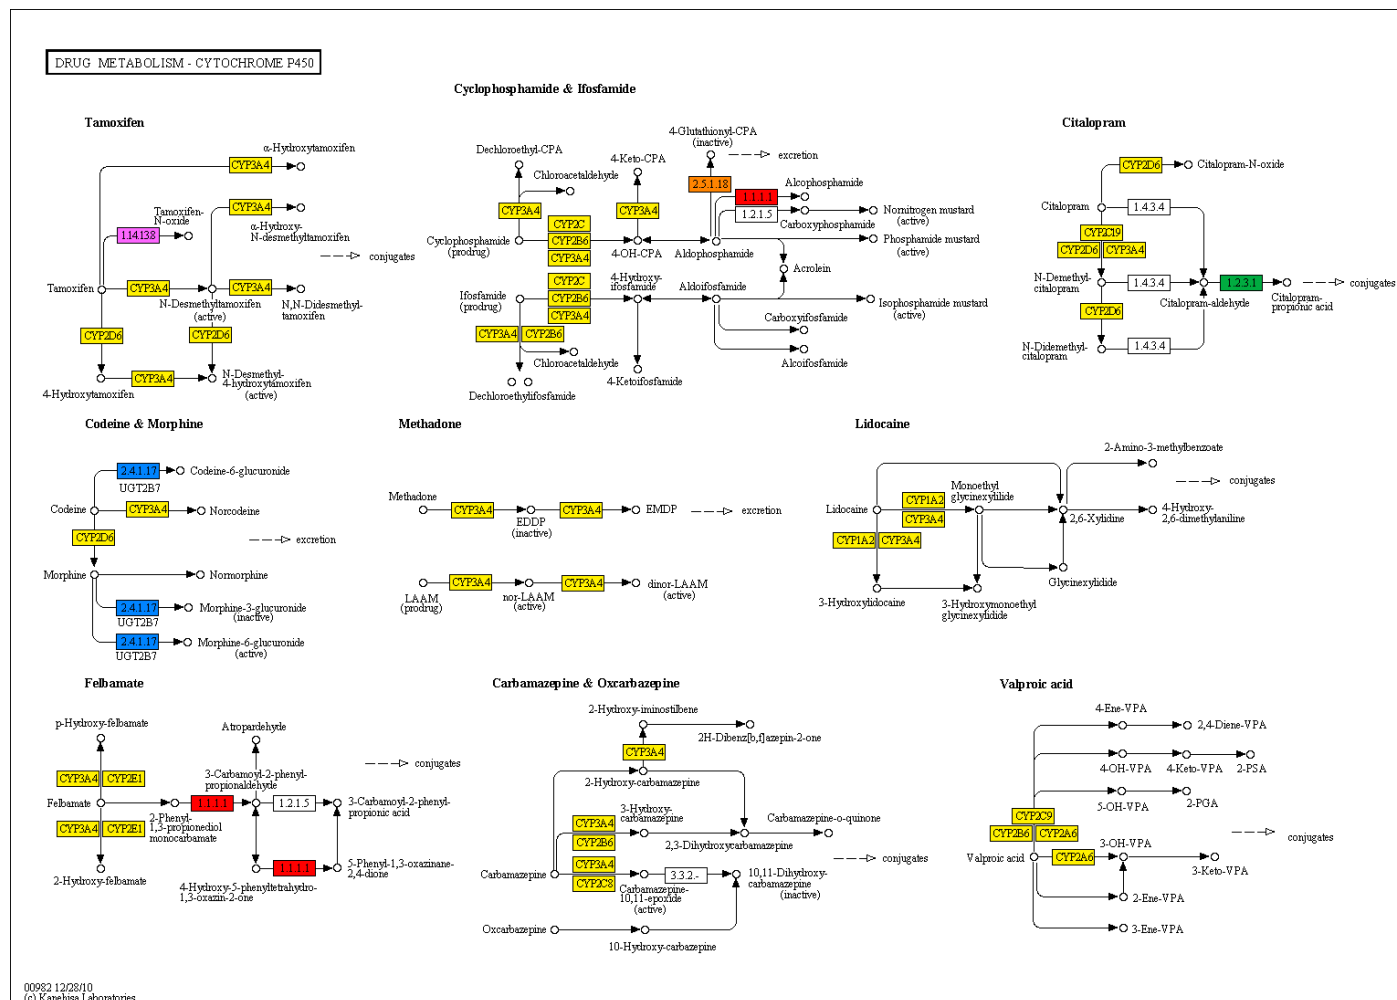 DRUG METABOLISM - CYTOCHROME P450
Cyclophosphamide & Ifosfamide
Tamoxifen
α-Hydroxytamoxifen
CYP3A4
Tamoxifen-
N-oxide
1.14.13.8
CYP3A4
α-Hydroxy-
N-desmethyltamoxifen
conjugates
Tamoxifen
CYP3A4
N-Desmethyltamoxifen
(active)
CYP3A4
N,N-Didesmethyl-
tamoxifen
CYP2D6
CYP2D6
4-Hydroxytamoxifen
CYP3A4
N-Desmethyl-
4-hydroxytamoxifen
(active)
Dechloroethyl-CPA
Chloroacetaldehyde
4-Keto-CPA
4-Glutathionyl-CPA
(inactive)
excretion
2.5.1.18
1.1.1.1
Alcophosphamide
1.2.1.5
Carboxyphosphamide
Nornitrogen mustard
(active)
CYP3A4
CYP2C
CYP2B6
CYP3A4
CYP3A4
Cyclophosphamide
(prodrug)
4-OH-CPA
Aldophosphamide
Phosphamide mustard
(active)
Acrolein
Ifosfamide
(prodrug)
CYP2C
CYP2B6
CYP3A4
4-Hydroxy-
ifosfamide
Aldoifosfamide
Isophosphamide mustard
(active)
CYP3A4
CYP2B6
Chloroacetaldehyde
Carboxyifosfamide
Alcoifosfamide
Dechloroethylifosfamide
4-Ketoifosfamide
Citalopram
CYP2D6
Citalopram-N-oxide
Citalopram
1.4.3.4
CYP2C19
CYP2D6
CYP3A4
N-Demethyl-
citalopram
1.4.3.4
Citalopram-aldehyde
1.2.3.1
Citalopram-
propionic acid
conjugates
CYP2D6
N-Didemethyl-
citalopram
1.4.3.4
Codeine & Morphine
2.4.1.17
UGT2B7
Codeine-6-glucuronide
Codeine
CYP3A4
Norcodeine
CYP2D6
excretion
Morphine
Normorphine
2.4.1.17
UGT2B7
Morphine-3-glucuronide
(inactive)
2.4.1.17
UGT2B7
Morphine-6-glucuronide
(active)
Methadone
Methadone
CYP3A4
EDDP
(inactive)
CYP3A4
EMDP
excretion
LAAM
(prodrug)
CYP3A4
nor-LAAM
(active)
CYP3A4
dinor-LAAM
(active)
Lidocaine
2-Amino-3-methylbenzoate
conjugates
Lidocaine
CYP1A2
CYP3A4
Monoethyl
glycinexylilide
2,6-Xylidine
4-Hydroxy-
2,6-dimethylaniline
CYP1A2
CYP3A4
Glycinexylidide
3-Hydroxylidocaine
3-Hydroxymonoethyl
glycinexylidide
Felbamate
p-Hydroxy-felbamate
Atropardehyde
conjugates
CYP3A4
CYP2E1
3-Carbamoyl-2-phenyl-
propionaldehyde
Felbamate
2-Phenyl-
1,3-propionediol
monocarbamate
1.1.1.1
1.2.1.5
3-Carbamoyl-2-phenyl-
propionic acid
CYP3A4
CYP2E1
2-Hydroxy-felbamate
1.1.1.1
4-Hydroxy-5-phenyltetrahydro-
1,3-oxazin-2-one
5-Phenyl-1,3-oxazinane-
2,4-dione
Carbamazepine & Oxcarbazepine
2-Hydroxy-iminostilbene
2H-Dibenz[b,f]azepin-2-one
CYP3A4
2-Hydroxy-carbamazepine
CYP3A4
CYP2B6
3-Hydroxy-
carbamazepine
2,3-Dihydroxycarbamazepine
Carbamazepine-o-quinone
conjugates
Carbamazepine
CYP3A4
CYP2C8
Carbamazepine-
10,11-epoxide
(active)
3.3.2.-
10,11-Dihydroxy-
carbamazepine
(inactive)
Oxcarbazepine
10-Hydroxy-carbazepine
Valproic acid
4-Ene-VPA
2,4-Diene-VPA
4-OH-VPA
4-Keto-VPA
2-PSA
5-OH-VPA
2-PGA
CYP2C9
CYP2B6
CYP2A6
conjugates
Valproic acid
CYP2A6
3-OH-VPA
3-Keto-VPA
2-Ene-VPA
3-Ene-VPA
00982 12/28/10
(c) Kanehisa Laboratories